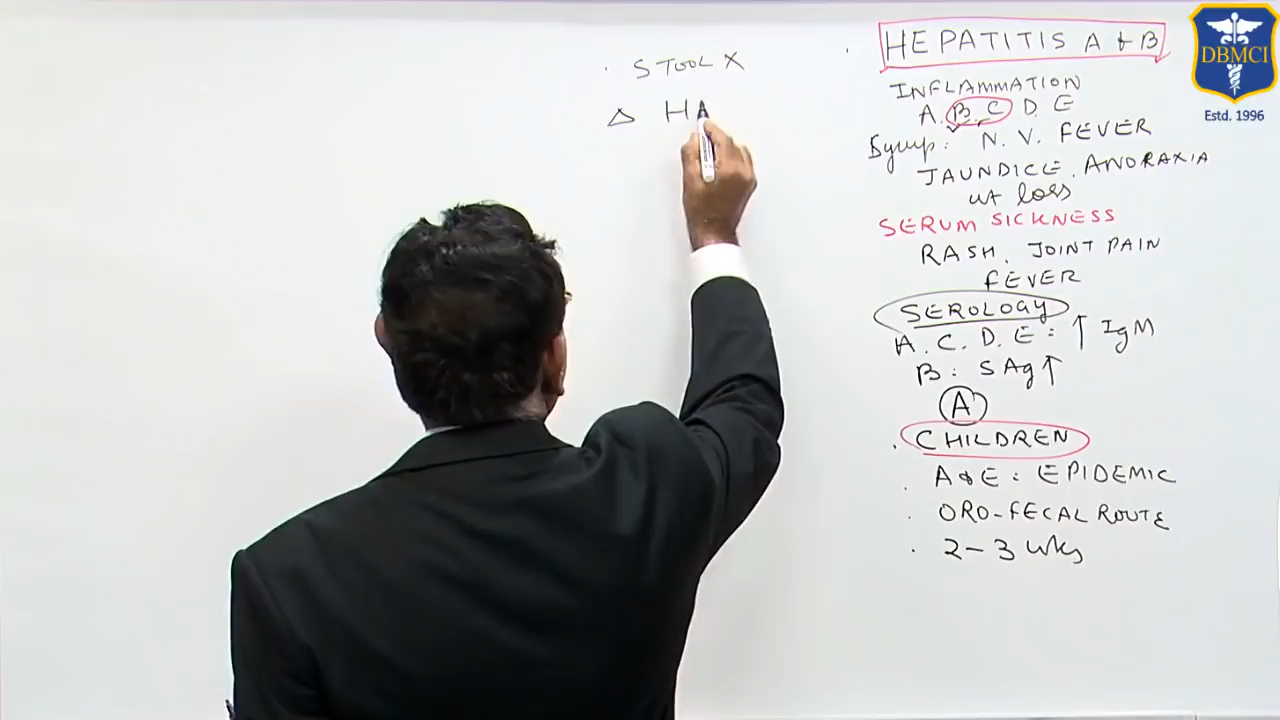 · STOOL X
Δ HA
· HEPATITIS A & B
INFLAMMATION
A. B. C D. E
Symp: N. V. FEVER
JAUNDICE. ANORAXIA
wt loss
SERUM SICKNESS
RASH. JOINT PAIN
FEVER
SEROLOGY
A. C. D. E: ↑ IgM
B: SAg↑
A
· CHILDREN
· A & E: EPIDEMIC
· ORO-FECAL ROUTE
· 2-3 wks
DBMCI
Estd. 1996